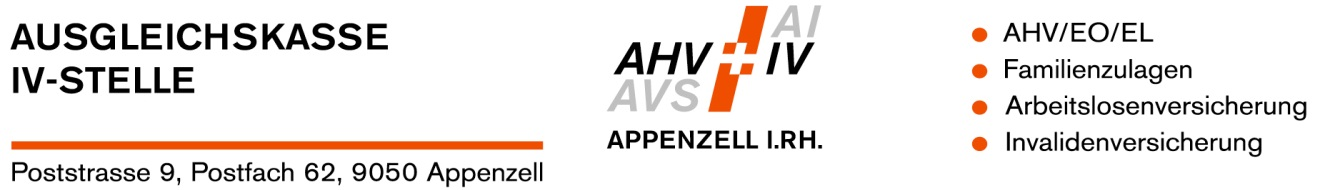 AUSGLEICHSKASSE
IV-STELLE
Poststrasse 9, Postfach 62, 9050 Appenzell
AI
AHV IV
AVS
APPENZELL I.RH.
AHV/EO/EL
Familienzulagen
Arbeitslosenversicherung
Invalidenversicherung